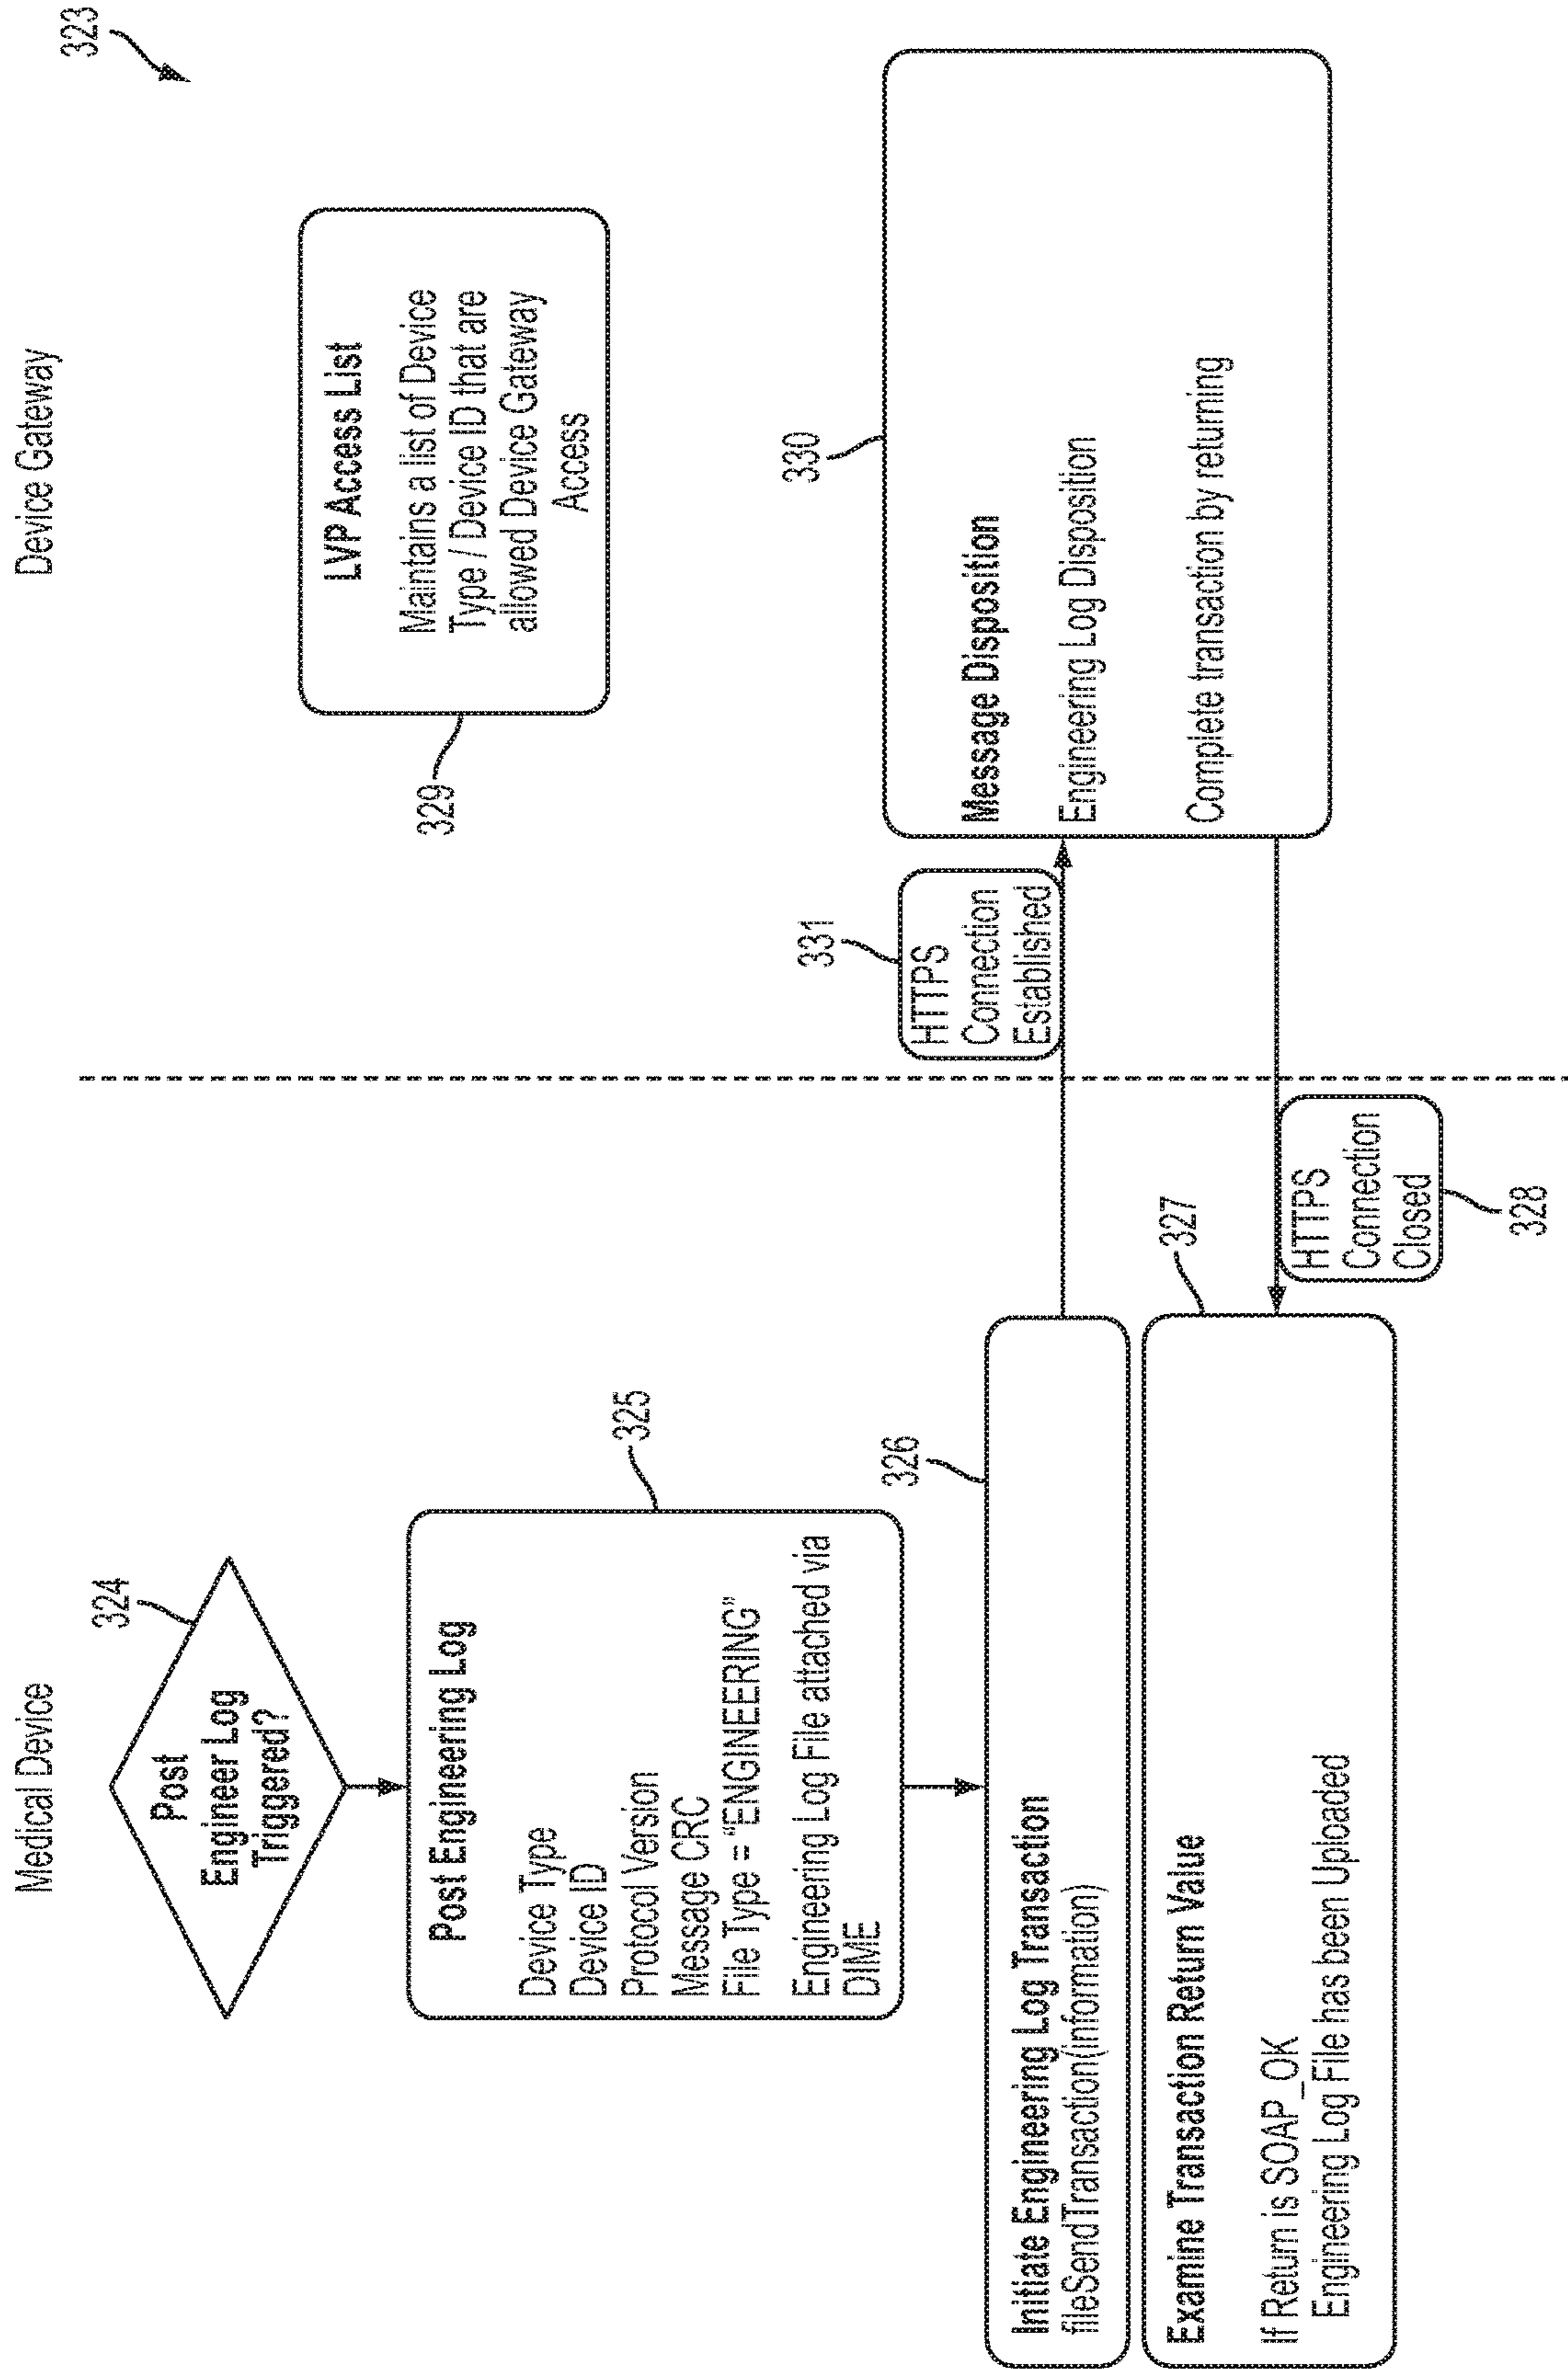 Medical Device
Device Gateway
323
324
Post
Engineer Log
Triggered?
325
Post Engineering Log
Device Type
Device ID
Protocol Version
Message CRC
File Type = "ENGINEERING"
Engineering Log File attached via
DIME
329
LVP Access List
Maintains a list of Device
Type / Device ID that are
allowed Device Gateway
Access
326
Initiate Engineering Log Transaction
fileSendTransaction(information)
331
HTTPS
Connection
Established
330
Message Disposition
Engineering Log Disposition
Complete transaction by returning
327
Examine Transaction Return Value
If Return is SOAP_OK
Engineering Log File has been Uploaded
HTTPS
Connection
Closed
328